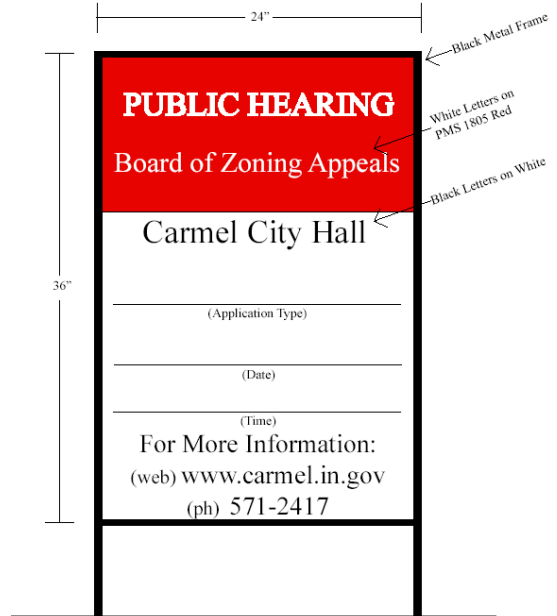 24”
Black Metal Frame
PUBLIC HEARING
White Letters on
PMS 1805 Red
Board of Zoning Appeals
Black Letters on White
Carmel City Hall
36”
(Application Type)
(Date)
(Time)
For More Information:
(web) www.carmel.in.gov
(ph) 571-2417